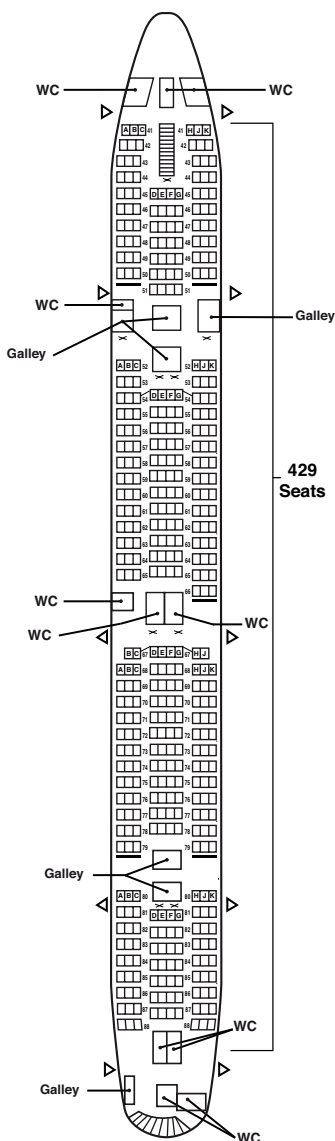 WC WC
A B C 41 41 H J K
42 42
43 43
44 44
45 D E F G 45
46 46
47 47
48 48
49 49
50 50
51 51
WC
Galley
Galley
A B C 52 52 H J K
53 53
54 D E F G 54
55 55
56 56
57 57
58 58
59 59
60 60
61 61
62 62
63 63
64 64
65 65
66
429
Seats
WC
WC WC
B C 67 D E F G 67 H J
A B C 68 68 H J K
69 69
70 70
71 71
72 72
73 73
74 74
75 75
76 76
77 77
78 78
79 79
Galley
A B C 80 80 H J K
81 D E F G 81
82 82
83 83
84 84
85 85
86 86
87 87
88 88
WC
Galley
WC